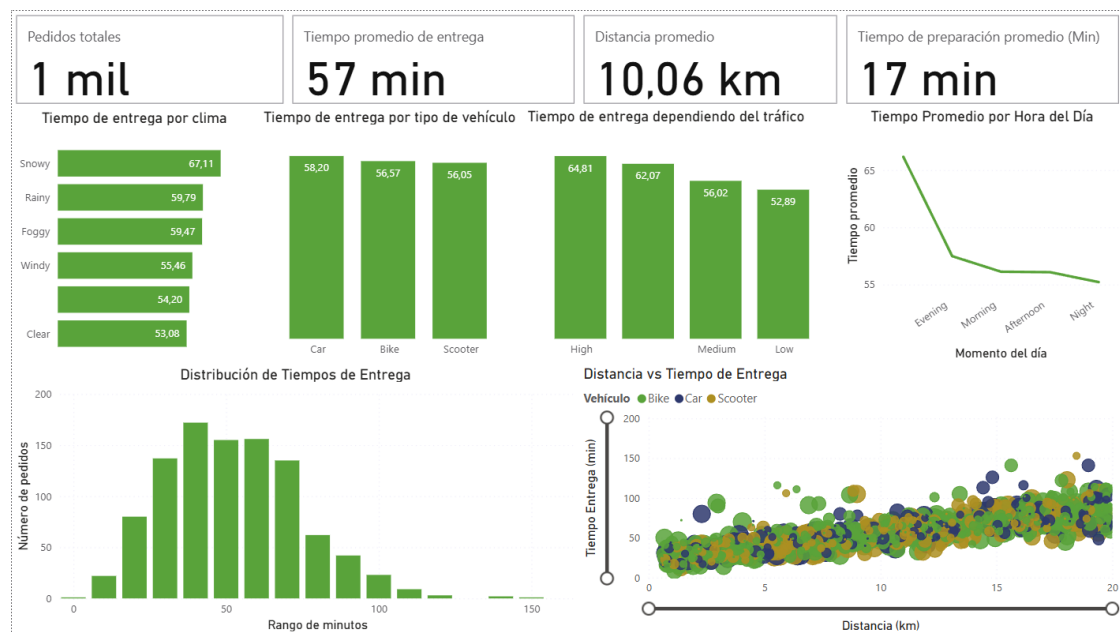 Pedidos totales
1 mil
Tiempo promedio de entrega
57 min
Distancia promedio
10,06 km
Tiempo de preparación promedio (Min)
17 min
Tiempo de entrega por clima
Snowy
67,11
Rainy
59,79
Foggy
59,47
Windy
55,46
54,20
Clear
53,08
Tiempo de entrega por tipo de vehículo
58,20
56,57
56,05
Car
Bike
Scooter
Tiempo de entrega dependiendo del tráfico
64,81
62,07
56,02
52,89
High
Medium
Low
Tiempo Promedio por Hora del Día
Tiempo promedio
65
60
55
Evening
Morning
Afternoon
Night
Momento del día
Distribución de Tiempos de Entrega
Número de pedidos
200
150
100
50
0
0
50
100
150
Rango de minutos
Distancia vs Tiempo de Entrega
Vehículo Bike Car Scooter
Tiempo Entrega (min)
200
150
100
50
0
0
5
10
15
20
Distancia (km)